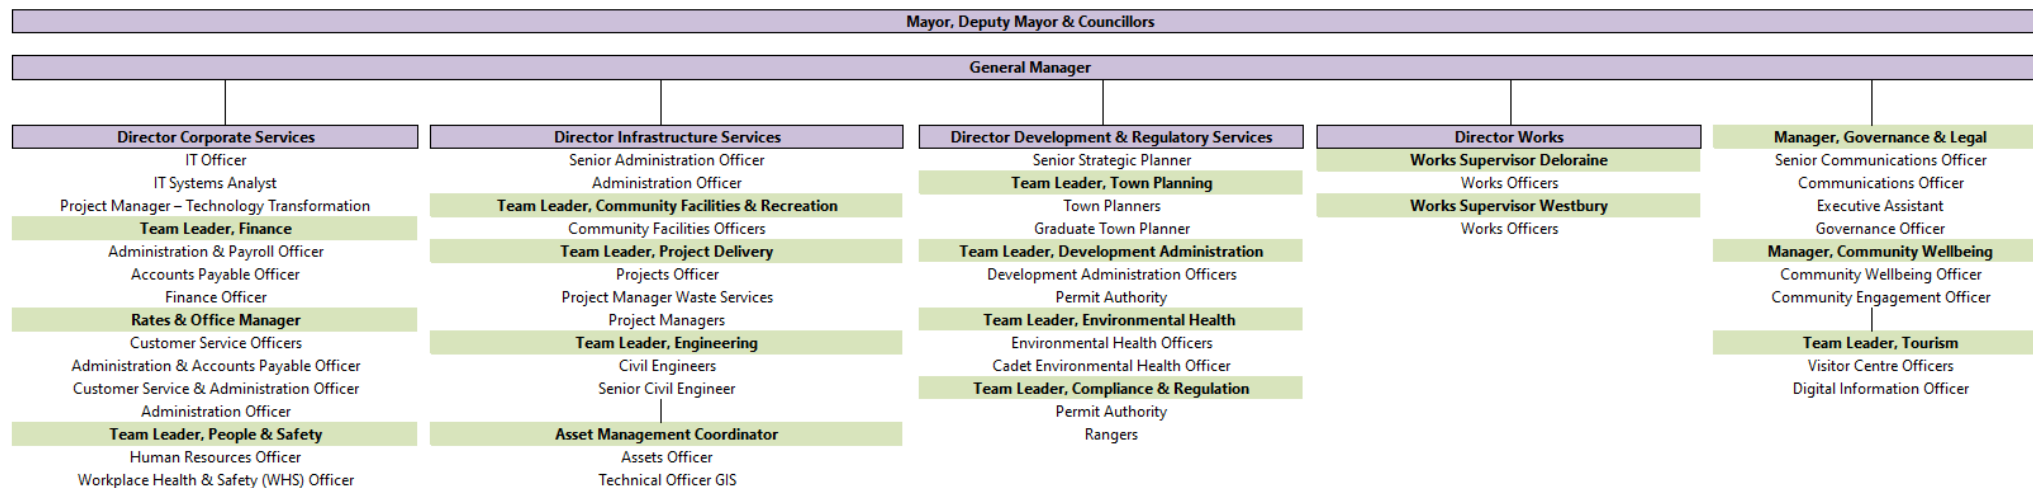 Mayor, Deputy Mayor & Councillors
General Manager
Director Corporate Services
IT Officer
IT Systems Analyst
Project Manager – Technology Transformation
Team Leader, Finance
Administration & Payroll Officer
Accounts Payable Officer
Finance Officer
Rates & Office Manager
Customer Service Officers
Administration & Accounts Payable Officer
Customer Service & Administration Officer
Administration Officer
Team Leader, People & Safety
Human Resources Officer
Workplace Health & Safety (WHS) Officer
Director Infrastructure Services
Senior Administration Officer
Administration Officer
Team Leader, Community Facilities & Recreation
Community Facilities Officers
Team Leader, Project Delivery
Projects Officer
Project Manager Waste Services
Project Managers
Team Leader, Engineering
Civil Engineers
Senior Civil Engineer
Asset Management Coordinator
Assets Officer
Technical Officer GIS
Director Development & Regulatory Services
Senior Strategic Planner
Team Leader, Town Planning
Town Planners
Graduate Town Planner
Team Leader, Development Administration
Development Administration Officers
Permit Authority
Team Leader, Environmental Health
Environmental Health Officers
Cadet Environmental Health Officer
Team Leader, Compliance & Regulation
Permit Authority
Rangers
Director Works
Works Supervisor Deloraine
Works Officers
Works Supervisor Westbury
Works Officers
Manager, Governance & Legal
Senior Communications Officer
Communications Officer
Executive Assistant
Governance Officer
Manager, Community Wellbeing
Community Wellbeing Officer
Community Engagement Officer
Team Leader, Tourism
Visitor Centre Officers
Digital Information Officer